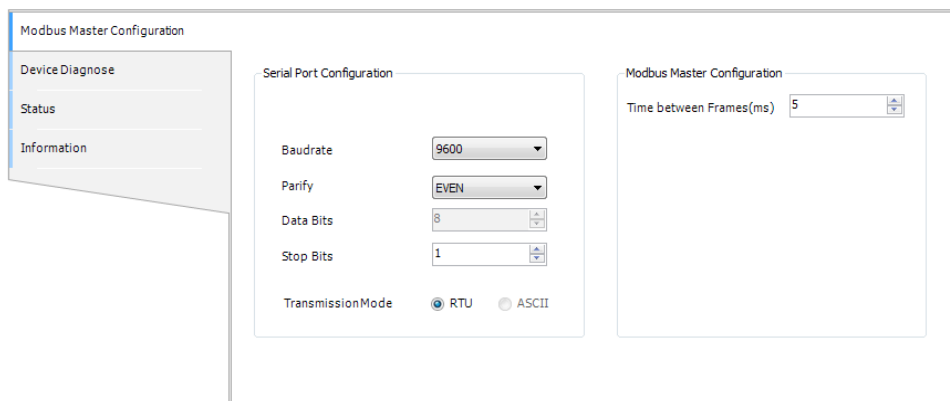 Modbus Master Configuration
Device Diagnose
Status
Information
Serial Port Configuration
Baudrate 9600
Parify EVEN
Data Bits 8
Stop Bits 1
TransmissionMode RTU ASCII
Modbus Master Configuration
Time between Frames(ms) 5